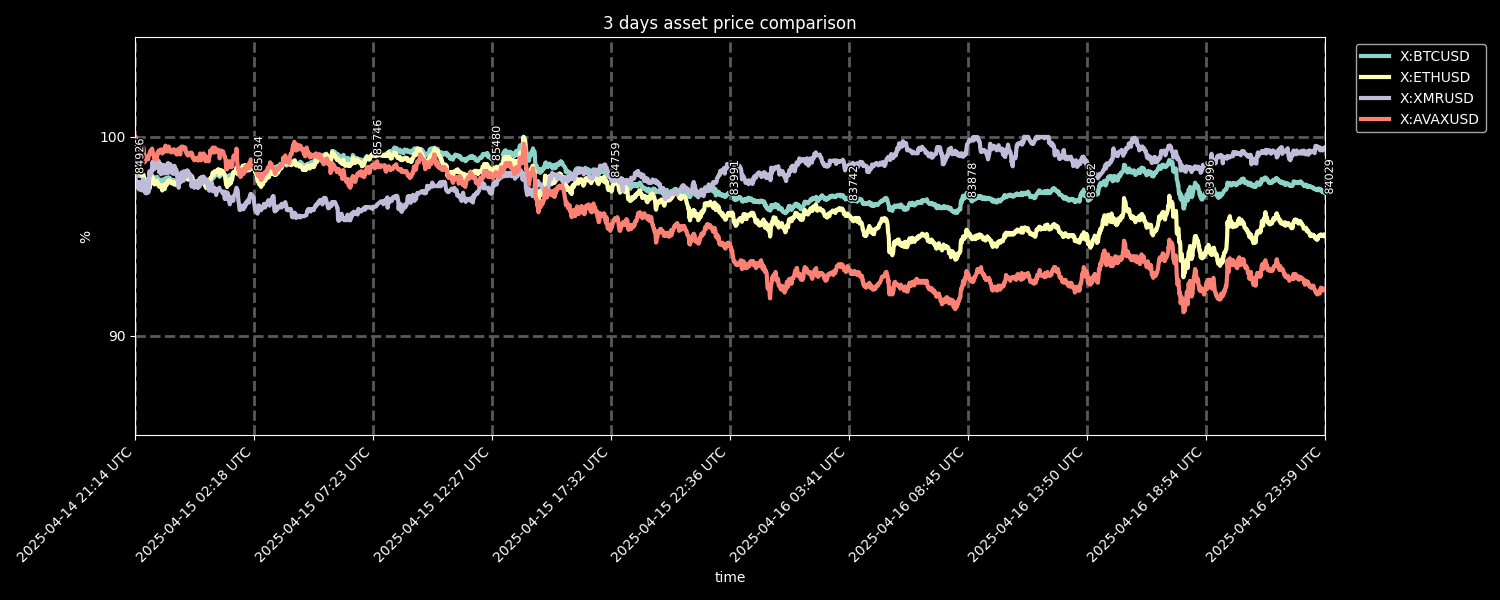 3 days asset price comparison
X:BTCUSD
X:ETHUSD
X:XMRUSD
X:AVAXUSD
100
90
%
84926
85034
85746
85480
84759
83991
83742
83878
83862
83996
84029
2025-04-14 21:14 UTC
2025-04-15 02:18 UTC
2025-04-15 07:23 UTC
2025-04-15 12:27 UTC
2025-04-15 17:32 UTC
2025-04-15 22:36 UTC
2025-04-16 03:41 UTC
2025-04-16 08:45 UTC
2025-04-16 13:50 UTC
2025-04-16 18:54 UTC
2025-04-16 23:59 UTC
time